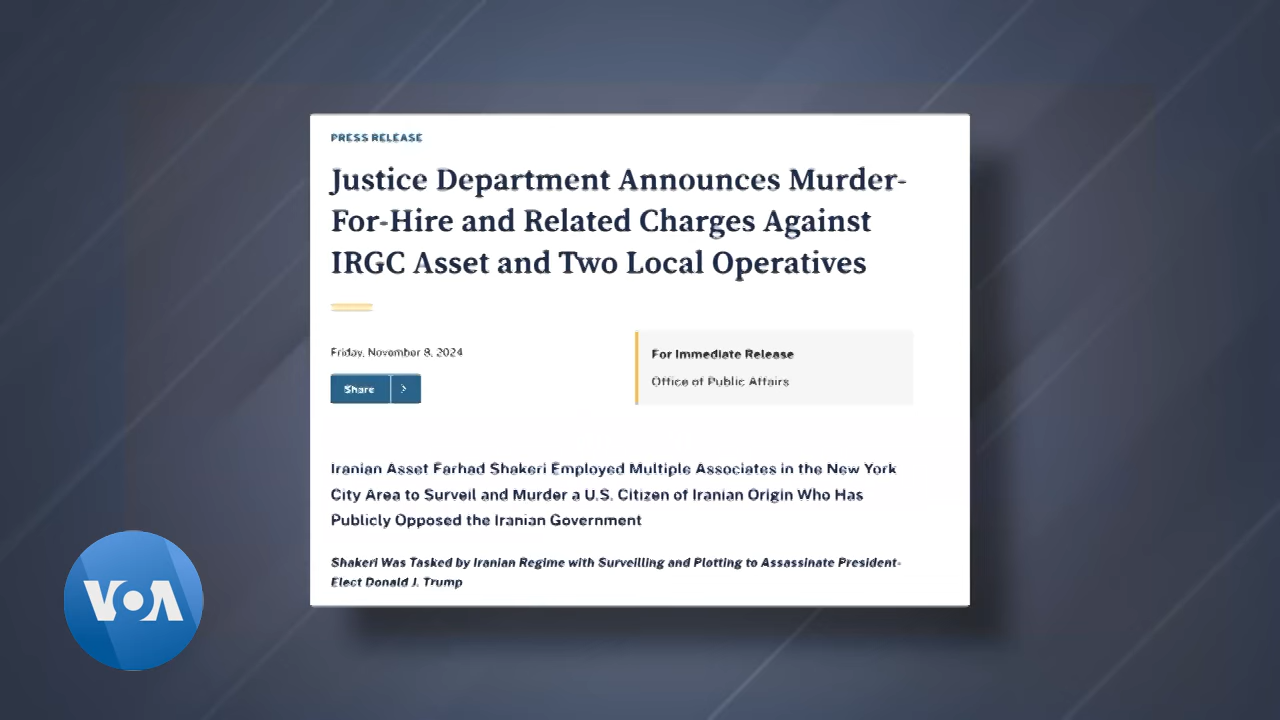 PRESS RELEASE
Justice Department Announces Murder-
For-Hire and Related Charges Against
IRGC Asset and Two Local Operatives
Friday, November 8, 2024
For Immediate Release
Share
Office of Public Affairs
Iranian Asset Farhad Shakeri Employed Multiple Associates in the New York
City Area to Surveil and Murder a U.S. Citizen of Iranian Origin Who Has
Publicly Opposed the Iranian Government
Shakeri Was Tasked by Iranian Regime with Surveilling and Plotting to Assassinate President-
Elect Donald J. Trump
VOA